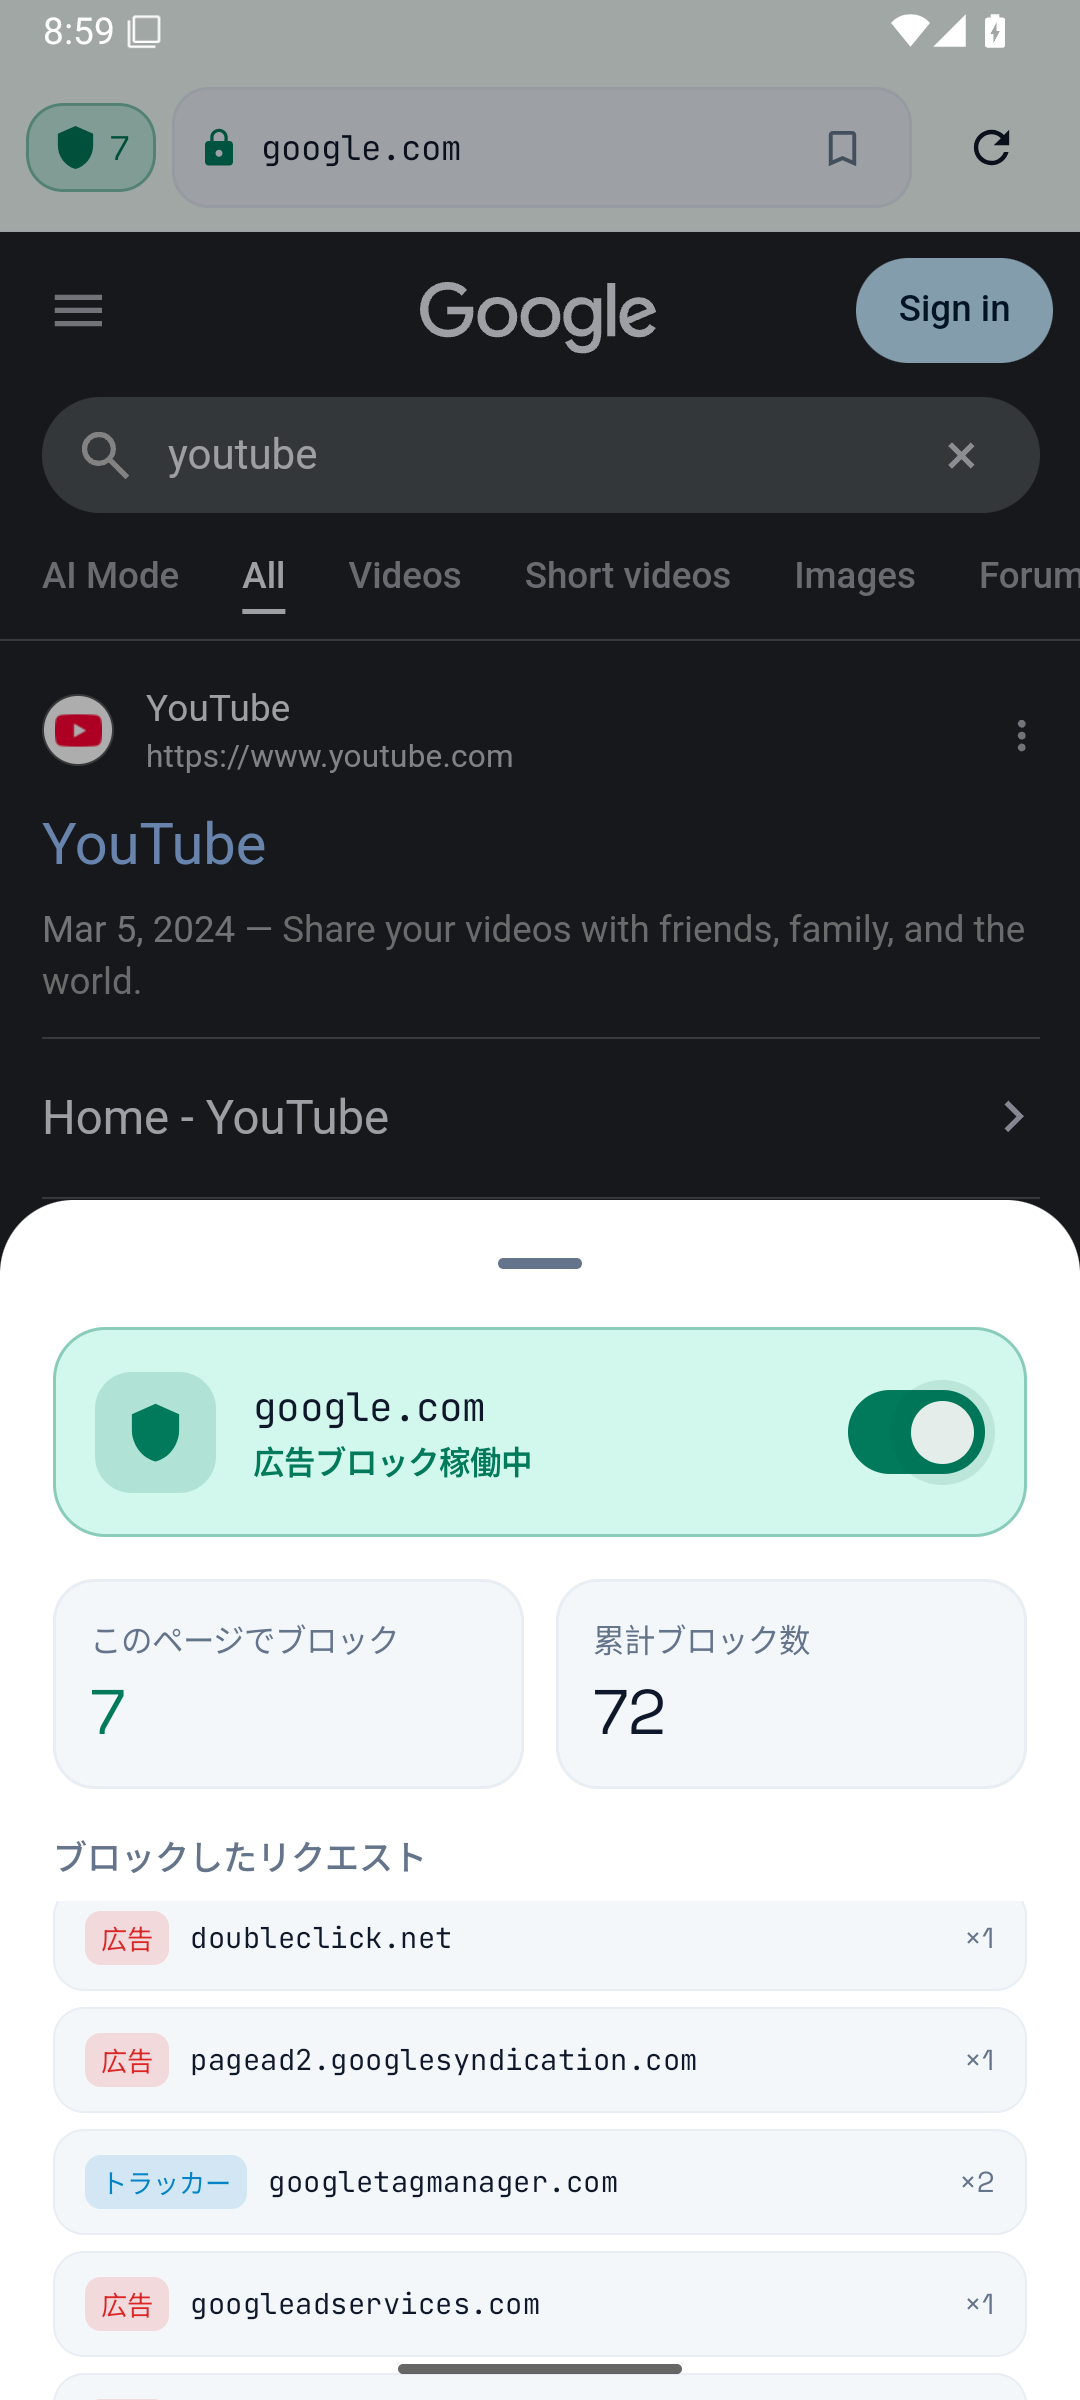 8:59
7
google.com
Google
Sign in
youtube
AI Mode
All
Videos
Short videos
Images
Forum
YouTube
https://www.youtube.com
YouTube
Mar 5, 2024 — Share your videos with friends, family, and the
world.
Home - YouTube
google.com
広告ブロック稼働中
このページでブロック
7
累計ブロック数
72
ブロックしたリクエスト
広告 doubleclick.net ×1
広告 pagead2.googlesyndication.com ×1
トラッカー googletagmanager.com ×2
広告 googleadservices.com ×1